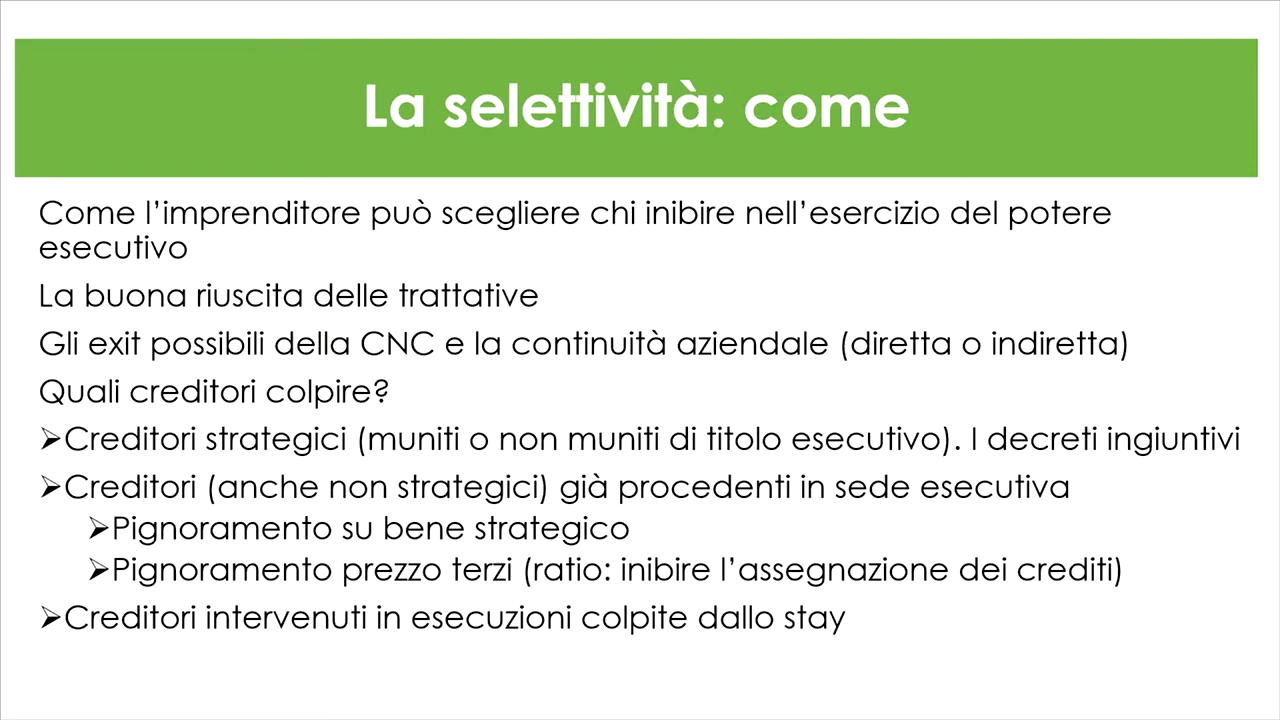 La selettività: come
Come l’imprenditore può scegliere chi inibire nell’esercizio del potere
esecutivo
La buona riuscita delle trattative
Gli exit possibili della CNC e la continuità aziendale (diretta o indiretta)
Quali creditori colpire?
➢Creditori strategici (muniti o non muniti di titolo esecutivo). I decreti ingiuntivi
➢Creditori (anche non strategici) già procedenti in sede esecutiva
➢Pignoramento su bene strategico
➢Pignoramento prezzo terzi (ratio: inibire l’assegnazione dei crediti)
➢Creditori intervenuti in esecuzioni colpite dallo stay